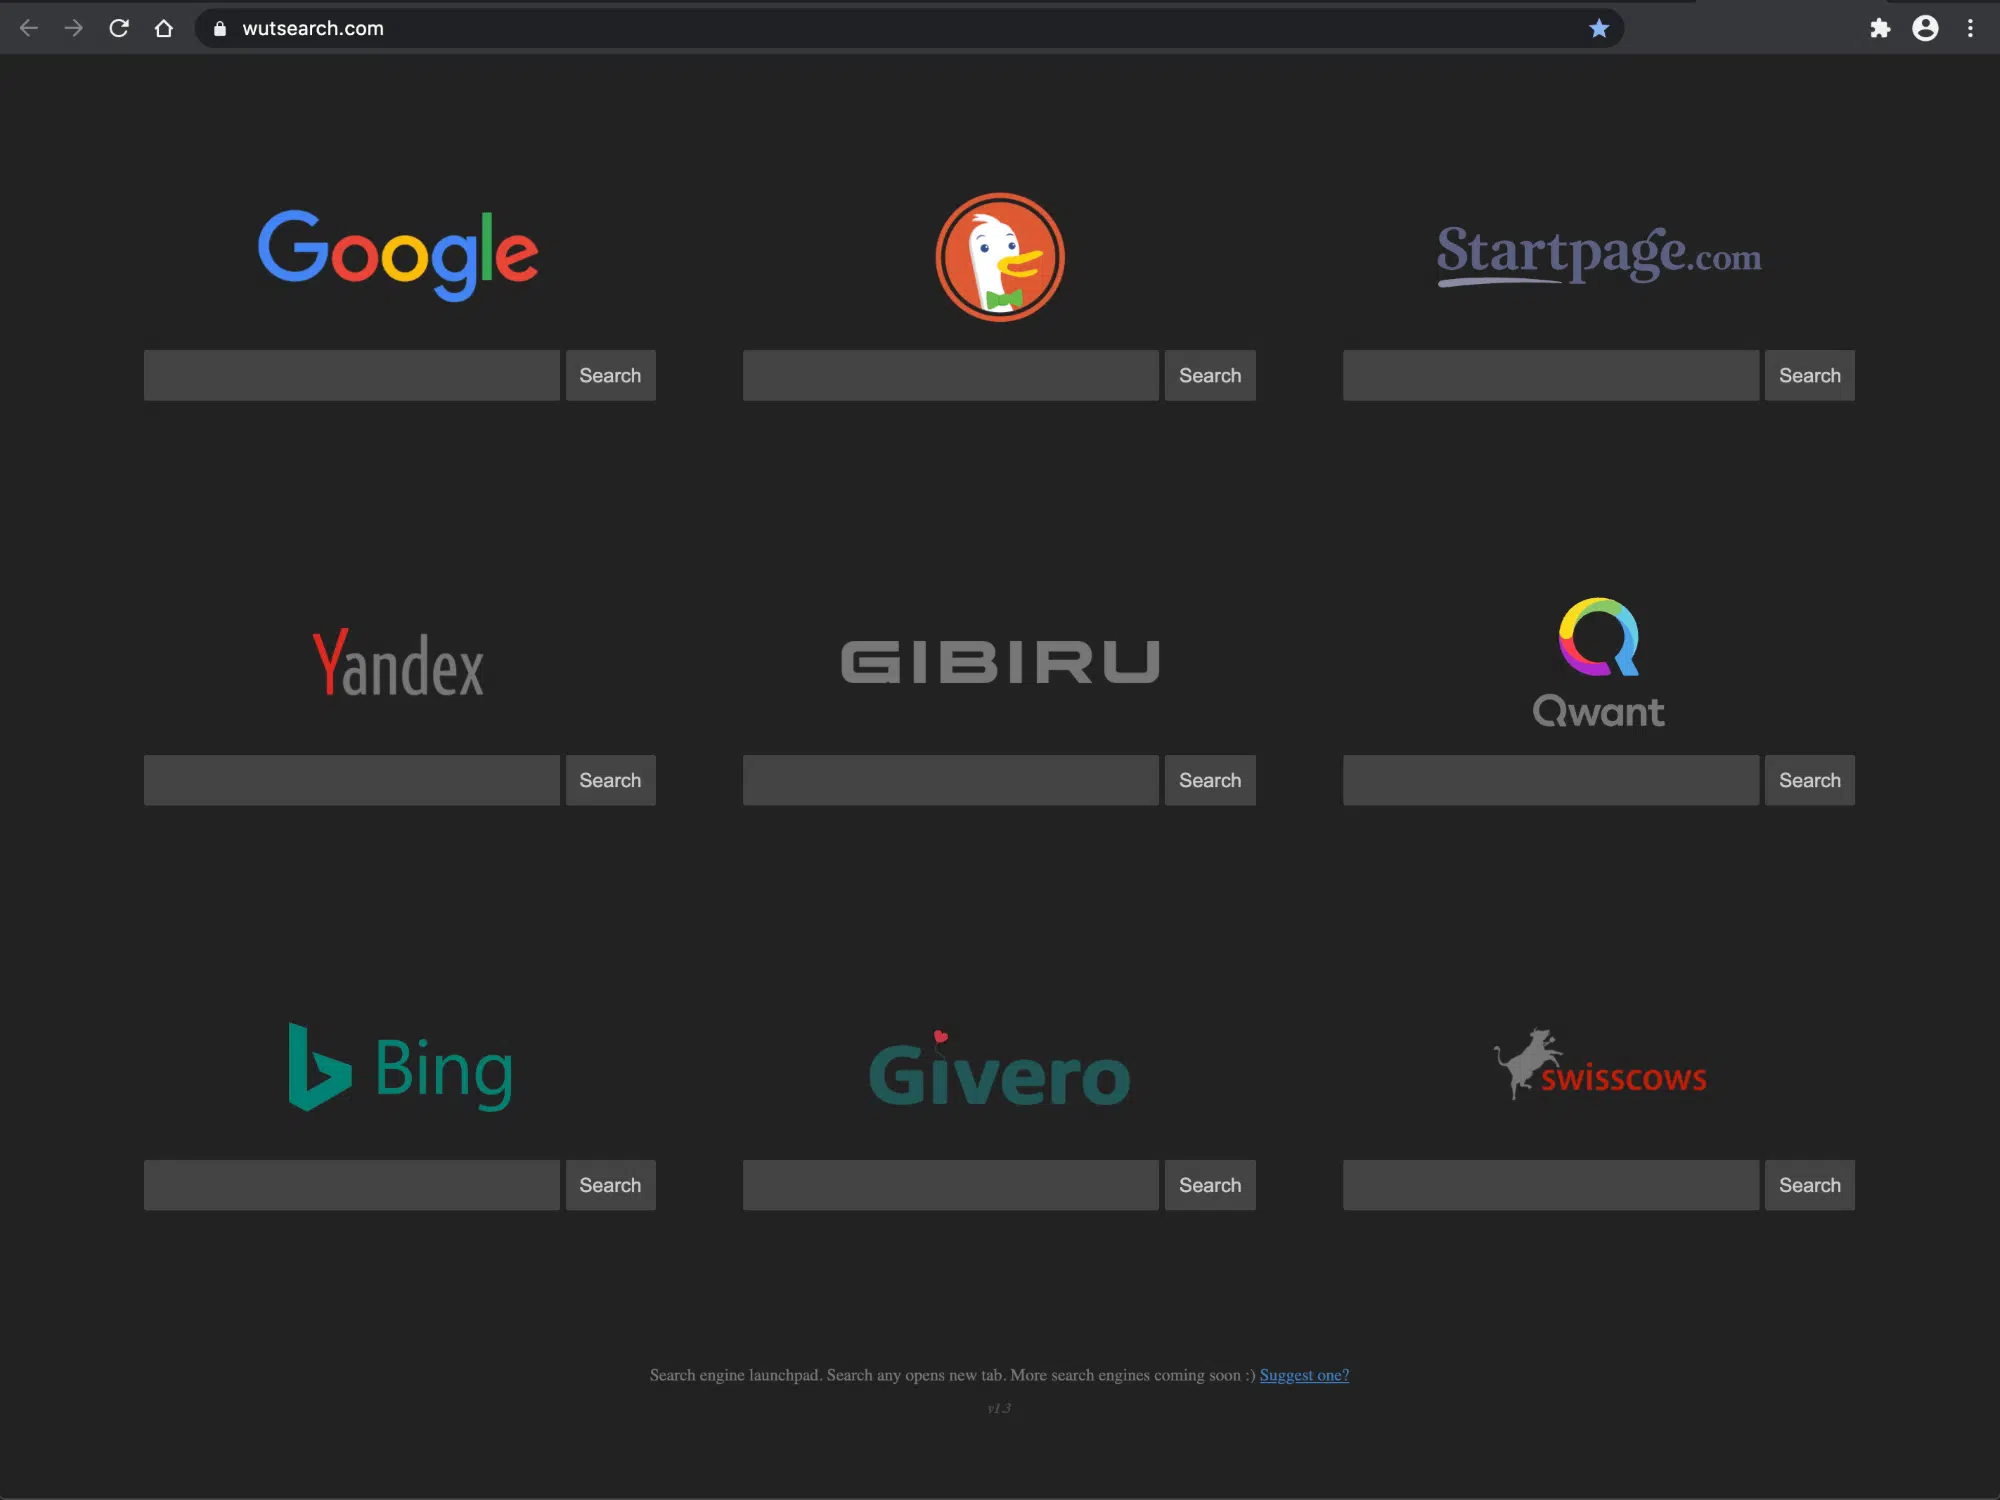 wutsearch.com
Google
Startpage.com
Search Search Search
Yandex GIBIRU Qwant
Search Search Search
Bing Givero swisscows
Search Search Search
Search engine launchpad. Search any opens new tab. More search engines coming soon :) Suggest one?
v1.3